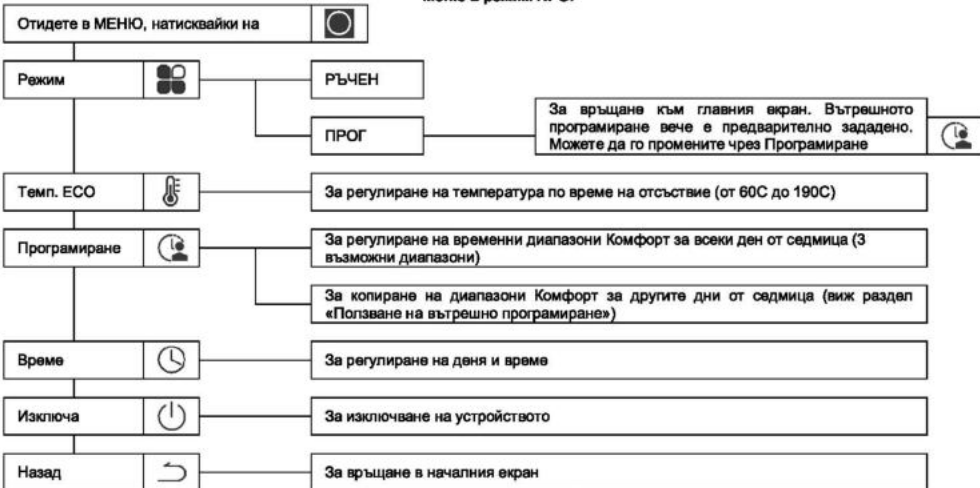 Отидете в МЕНЮ, натисквайки на
Режим
РЪЧЕН
ПРОГ
За връщане към главния екран. Вътрешното
програмиране вече е предварително зададено.
Можете да го промените чрез Програмиране
Темп. ECO
За регулиране на температура по време на отсъствие (от 60С до 190С)
Програмиране
За регулиране на временни диапазони Комфорт за всеки ден от седмица (3
възможни диапазони)
За копиране на диапазони Комфорт за другите дни от седмица (виж раздел
«Ползване на вътрешно програмиране»)
Време
За регулиране на деня и време
Изключа
За изключване на устройството
Назад
За връщане в началния екран